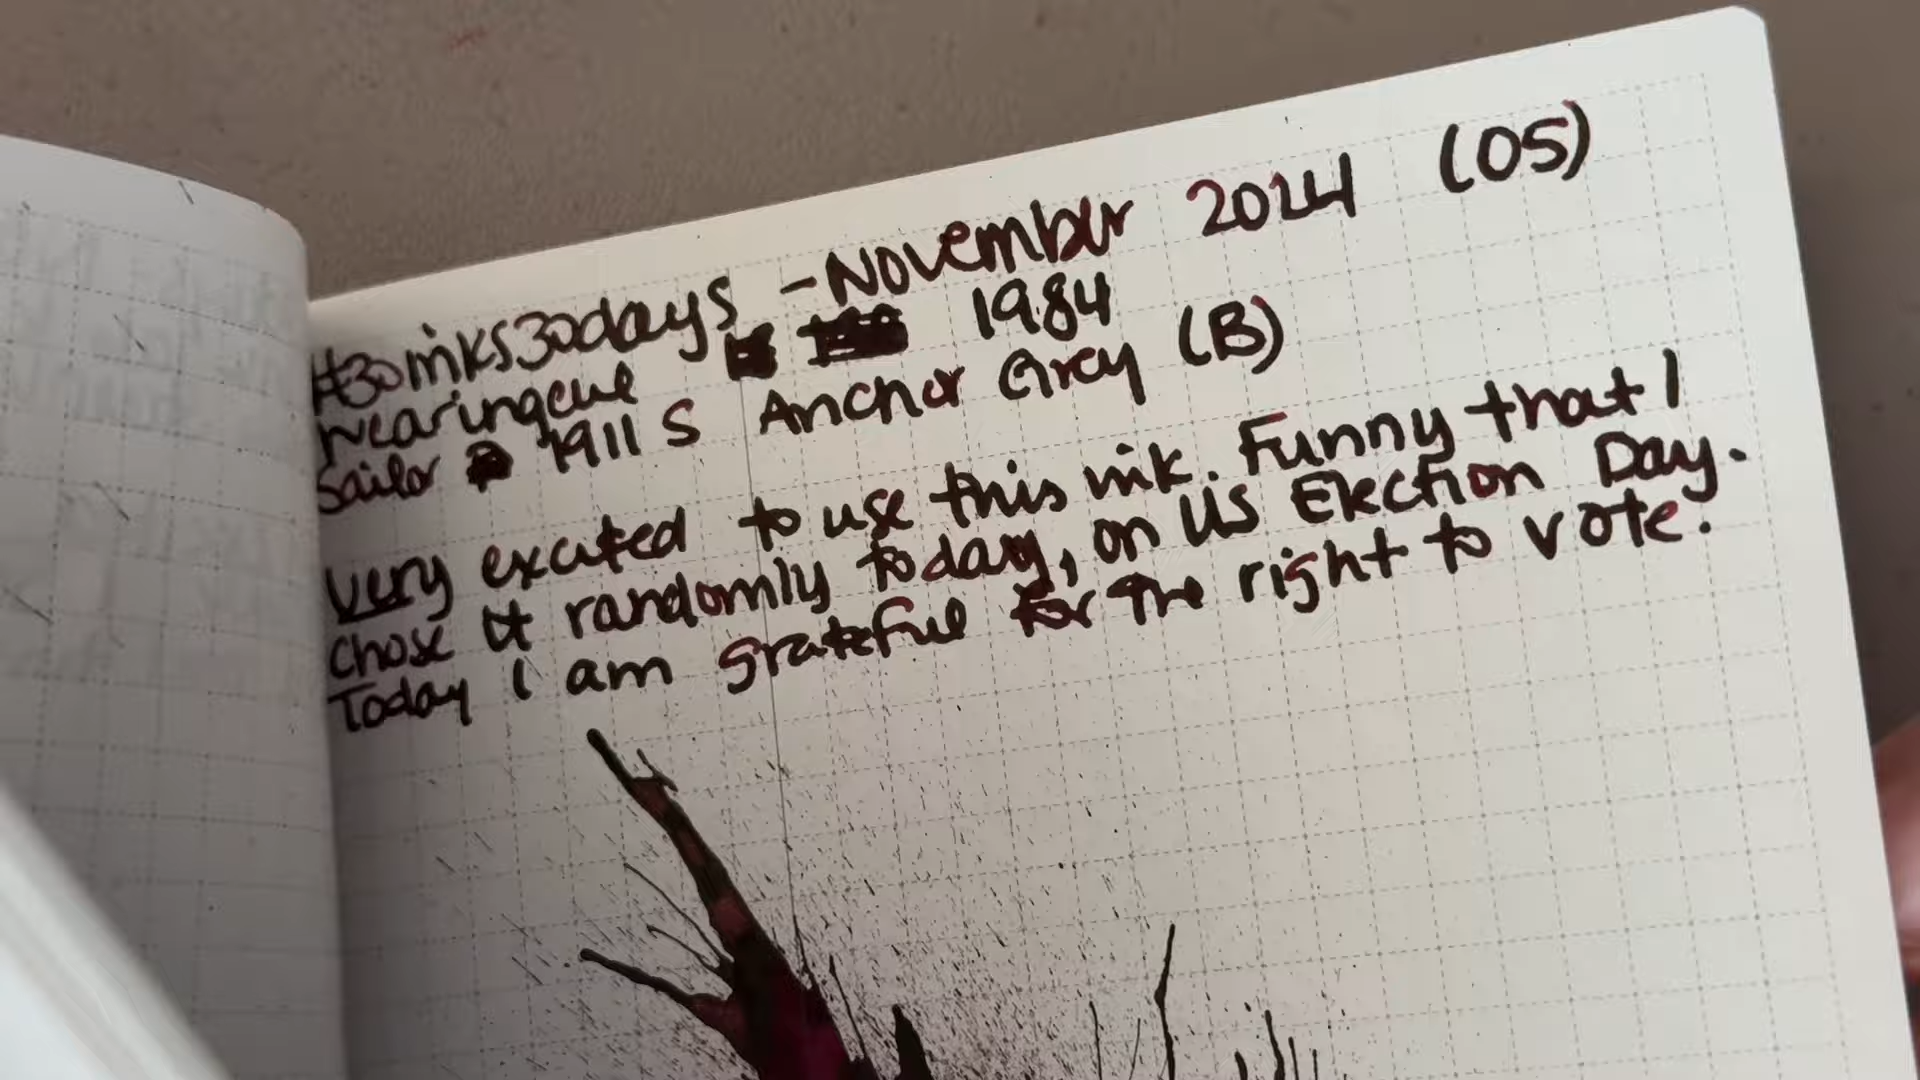 #30inks30days - November 2024 (05)
Wearingeul 1984
Sailor 1911 S Anchor Grey (B)
Very excited to use this ink. Funny that I
chose it randomly today, on US Election Day.
Today I am grateful for the right to vote.